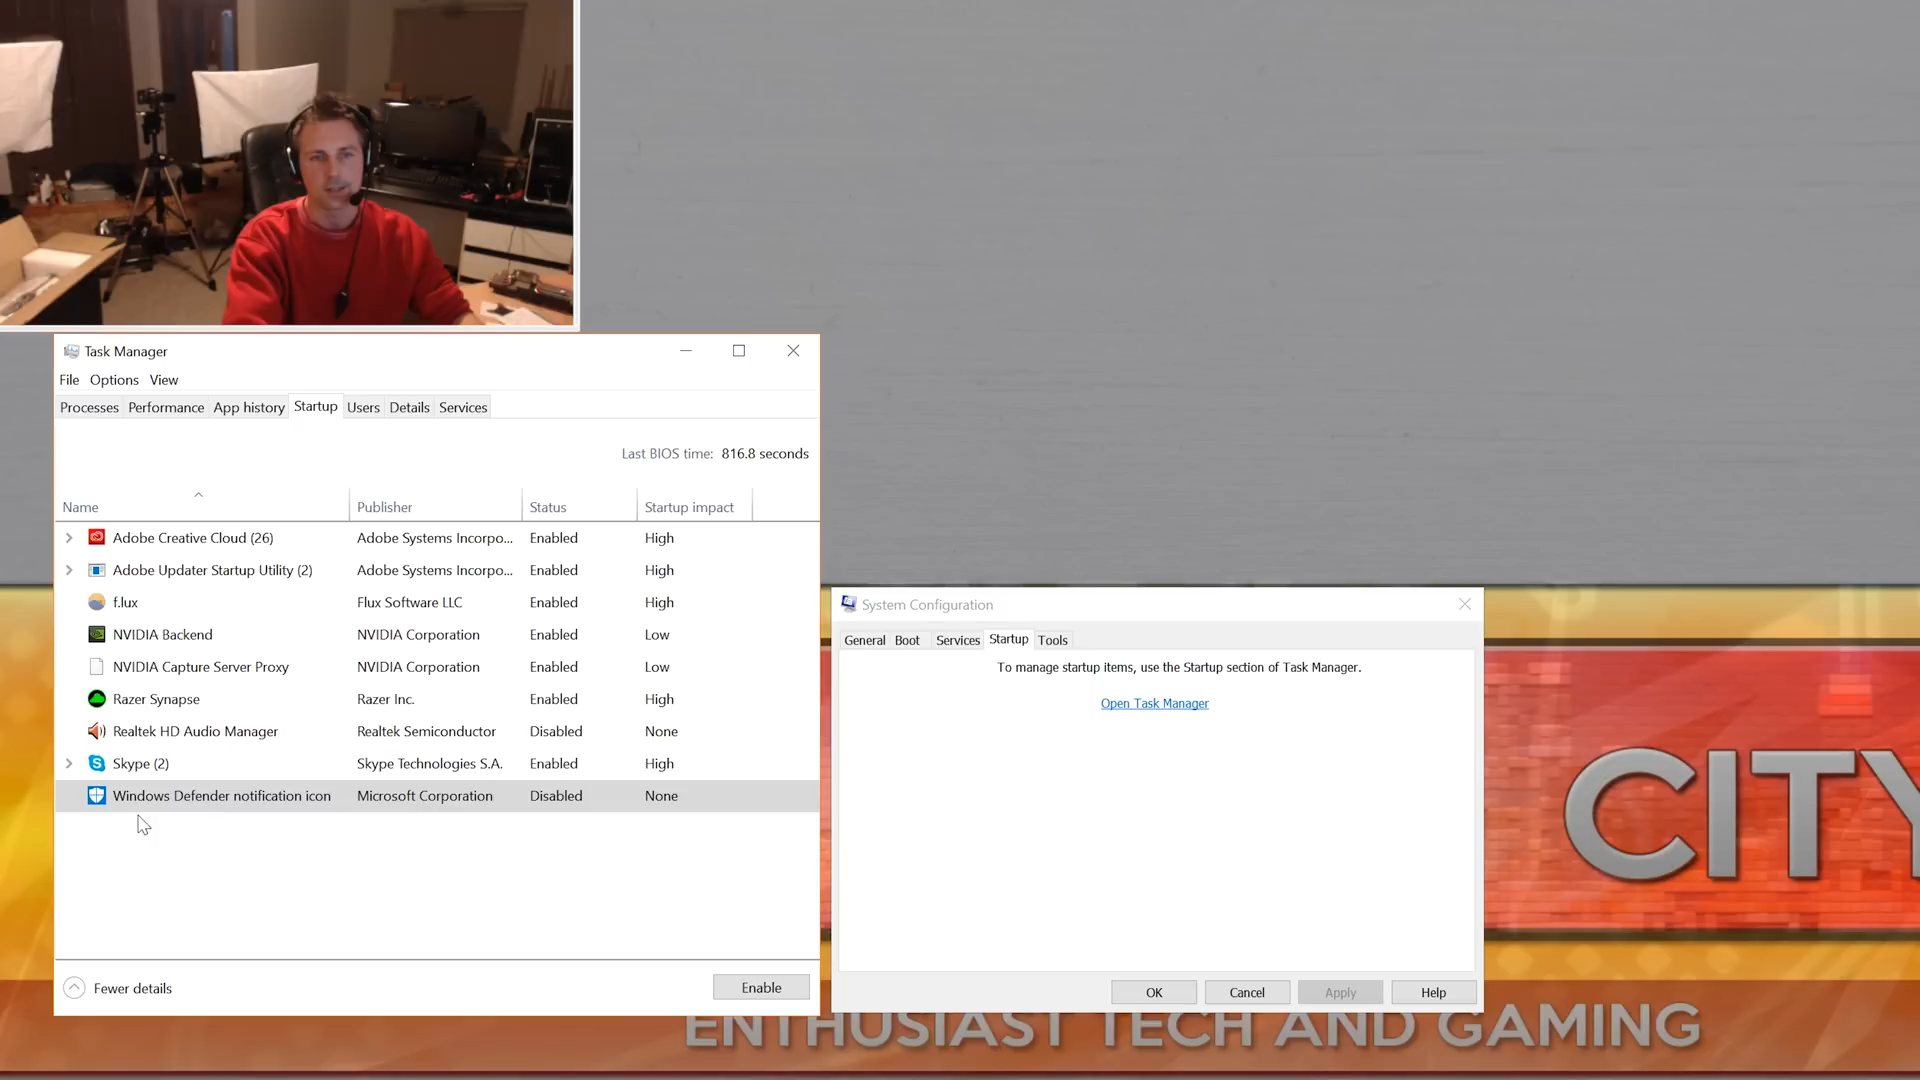 Task Manager
File Options View
Processes Performance App history Startup Users Details Services
Last BIOS time: 816.8 seconds
Name Publisher Status Startup impact
Adobe Creative Cloud (26) Adobe Systems Incorpo... Enabled High
Adobe Updater Startup Utility (2) Adobe Systems Incorpo... Enabled High
f.lux Flux Software LLC Enabled High
NVIDIA Backend NVIDIA Corporation Enabled Low
NVIDIA Capture Server Proxy NVIDIA Corporation Enabled Low
Razer Synapse Razer Inc. Enabled High
Realtek HD Audio Manager Realtek Semiconductor Disabled None
Skype (2) Skype Technologies S.A. Enabled High
Windows Defender notification icon Microsoft Corporation Disabled None
Fewer details Enable
System Configuration
General Boot Services Startup Tools
To manage startup items, use the Startup section of Task Manager.
Open Task Manager
OK Cancel Apply Help
CITY
ENTHUSIAST TECH AND GAMING